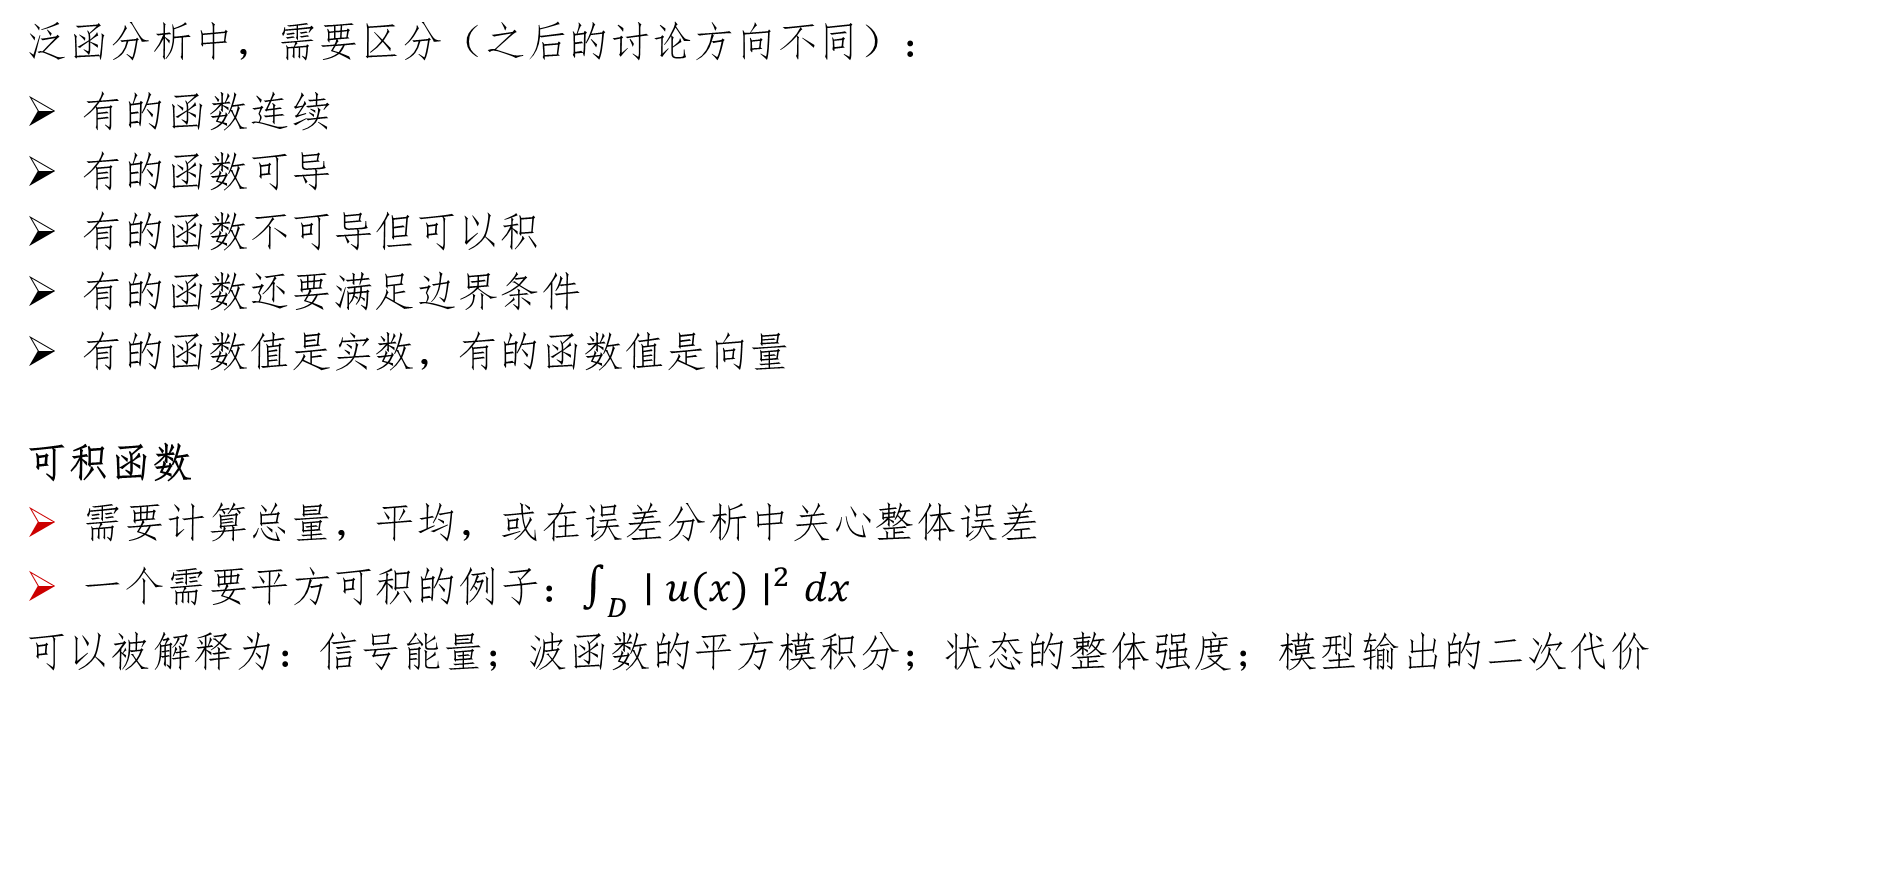 泛函分析中，需要区分（之后的讨论方向不同）：
➢ 有的函数连续
➢ 有的函数可导
➢ 有的函数不可导但可以积
➢ 有的函数还要满足边界条件
➢ 有的函数值是实数，有的函数值是向量
可积函数
➢ 需要计算总量，平均，或在误差分析中关心整体误差
➢ 一个需要平方可积的例子：∫_D | u(x) |² dx
可以被解释为：信号能量；波函数的平方模积分；状态的整体强度；模型输出的二次代价